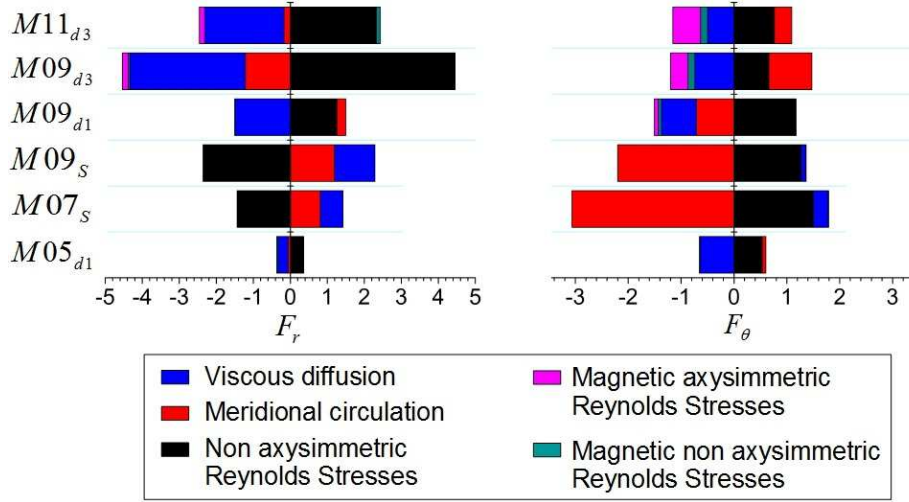 M11d3
M09d3
M09d1
M09S
M07S
M05d1
-5 -4 -3 -2 -1 0 1 2 3 4 5
-3 -2 -1 0 1 2 3
Fr
Fθ
Viscous diffusion
Meridional circulation
Non axysimmetric
Reynolds Stresses
Magnetic axysimmetric
Reynolds Stresses
Magnetic non axysimmetric
Reynolds Stresses